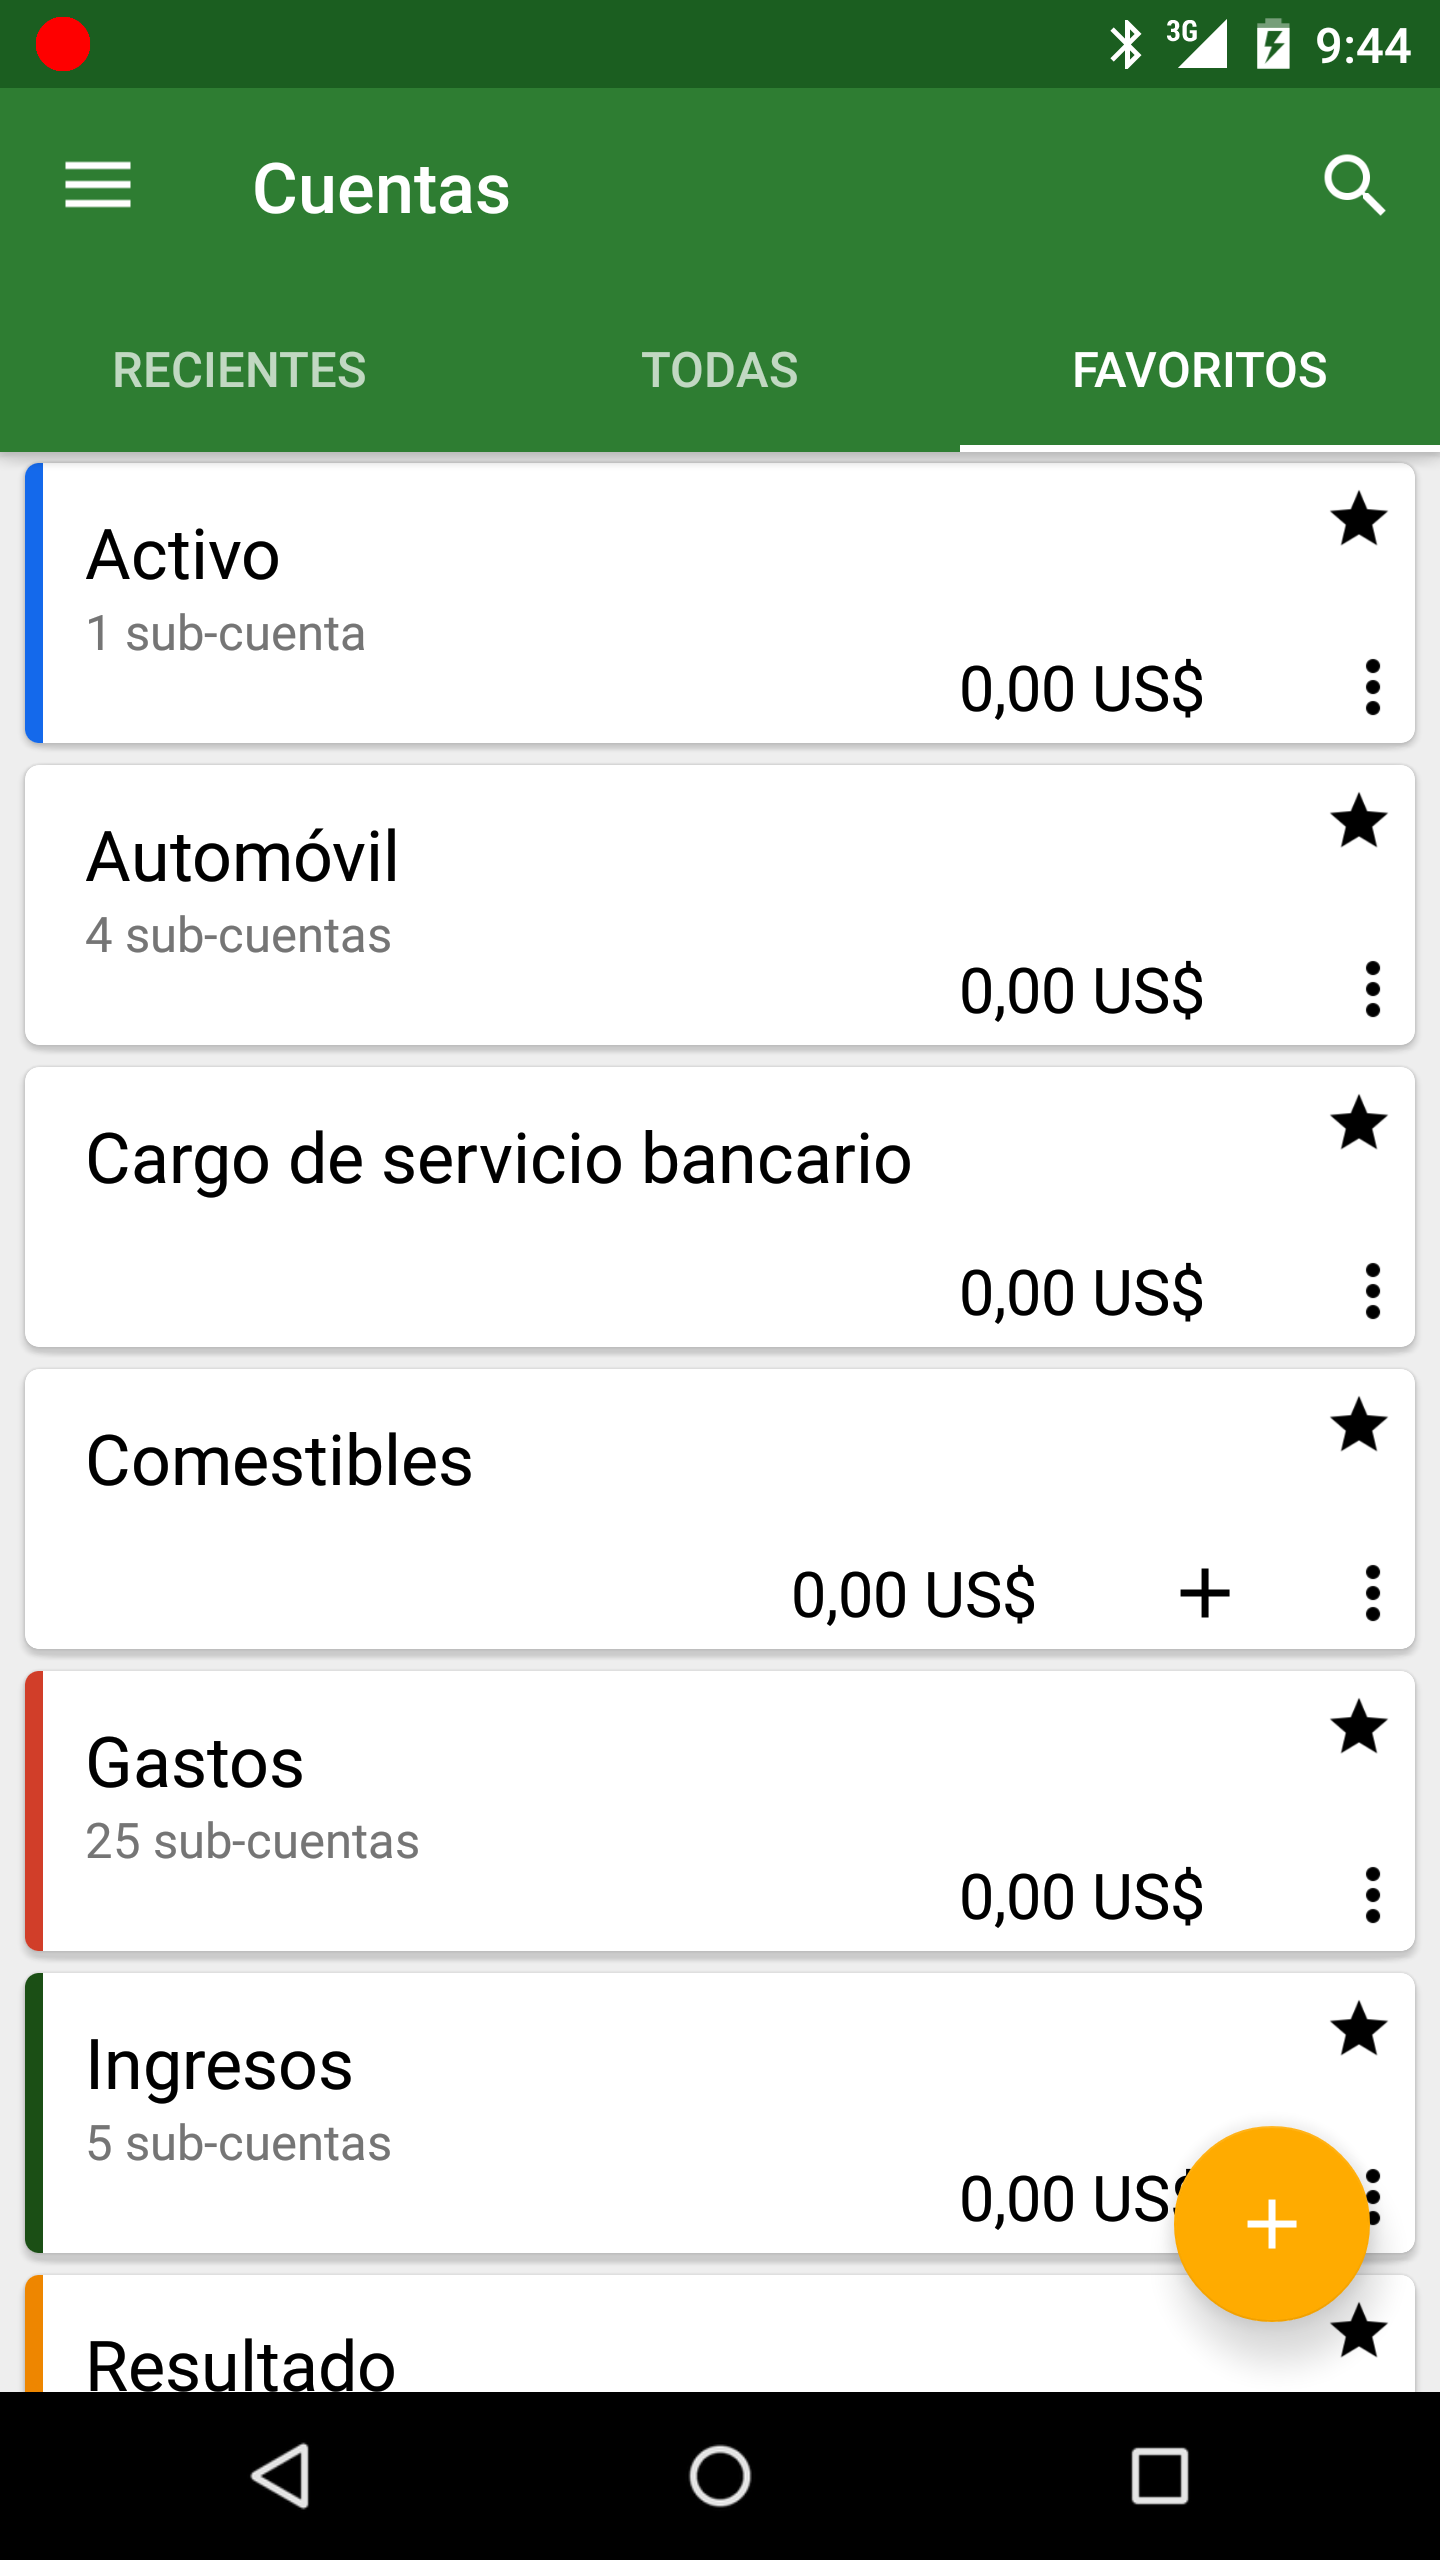 3G 9:44
Cuentas
RECIENTES TODAS FAVORITOS
Activo
1 sub-cuenta
0,00 US$
Automóvil
4 sub-cuentas
0,00 US$
Cargo de servicio bancario
0,00 US$
Comestibles
0,00 US$
Gastos
25 sub-cuentas
0,00 US$
Ingresos
5 sub-cuentas
0,00 US$
Resultado